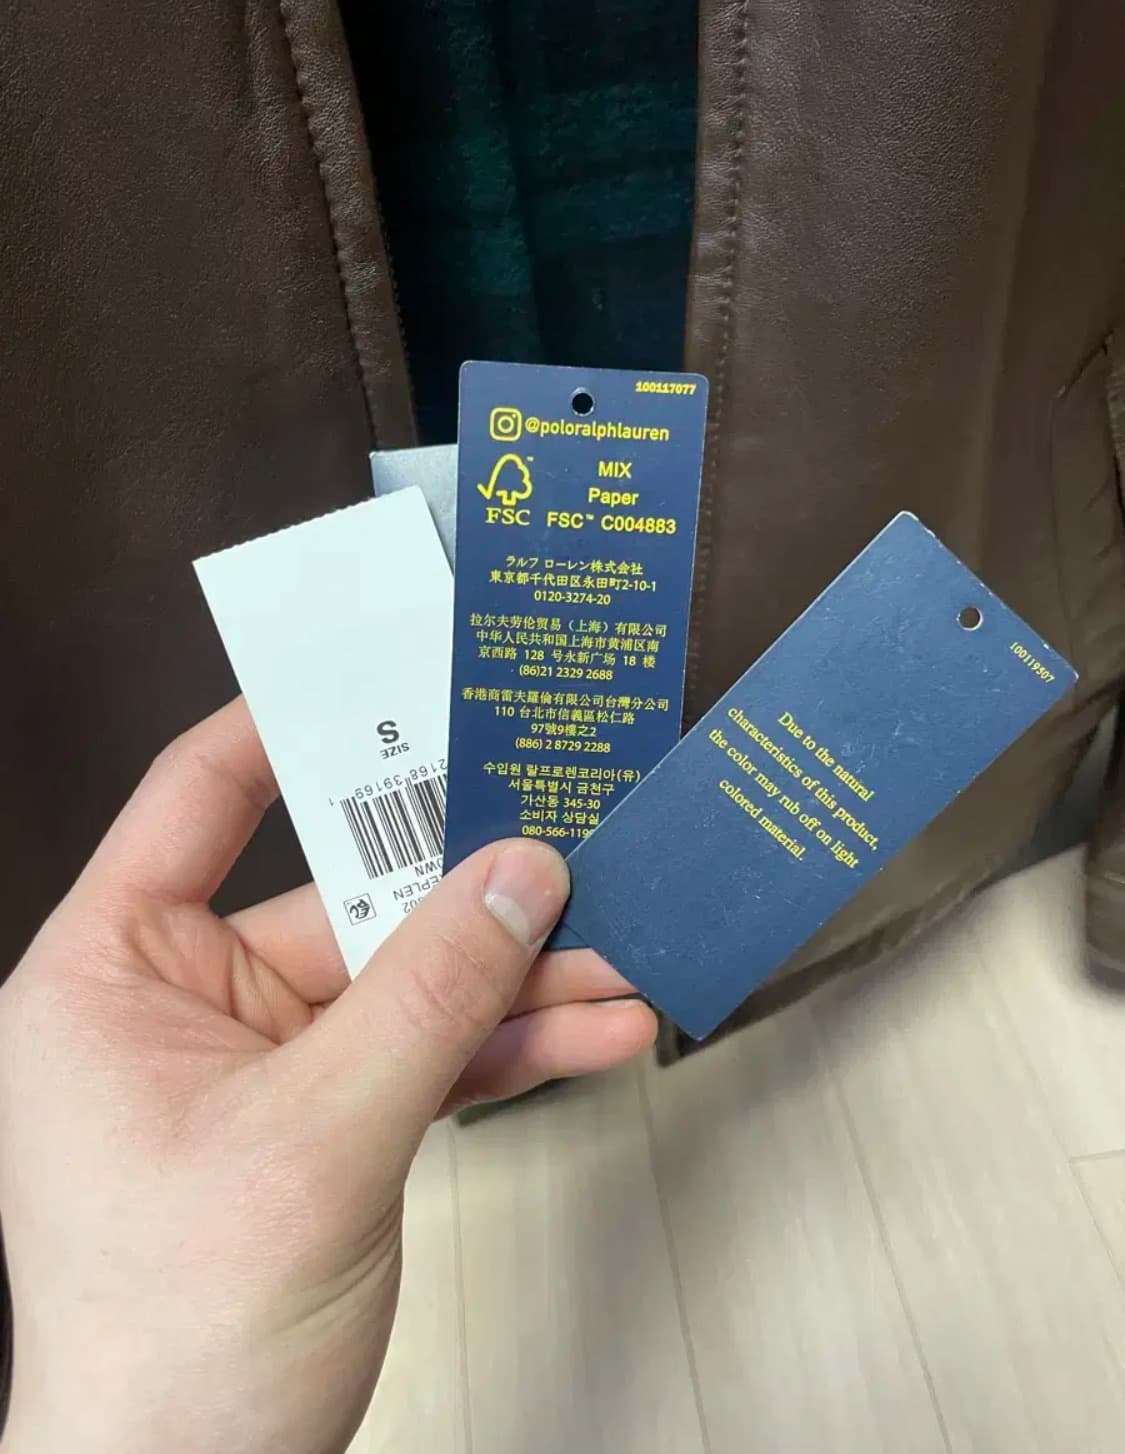 S
SIZE
2168 39169 1
100117077
@poloralphlauren
FSC
MIX
Paper
FSC™ C004883
ラルフ ローレン株式会社
東京都千代田区永田町2-10-1
0120-3274-20
拉尔夫劳伦贸易（上海）有限公司
中华人民共和国上海市黄浦区南
京西路 128 号永新广场 18 楼
(86)21 2329 2688
香港商雷夫羅倫有限公司台灣分公司
110 台北市信義區松仁路
97號9樓之2
(886) 2 8729 2288
수입원 랄프로렌코리아(유)
서울특별시 금천구
가산동 345-30
소비자 상담실
080-566-119
100119507
Due to the natural
characteristics of this product,
the color may rub off on light
colored material.